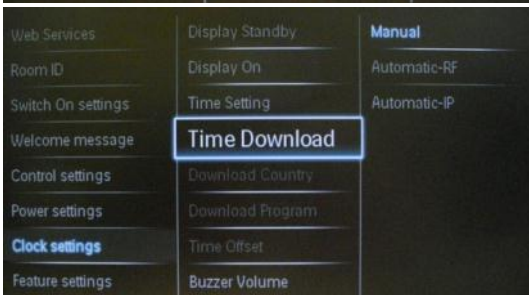 Web Services
Room ID
Switch On settings
Welcome message
Control settings
Power settings
Clock settings
Feature settings
Display Standby
Display On
Time Setting
Time Download
Download Country
Download Program
Time Offset
Buzzer Volume
Manual
Automatic-RF
Automatic-IP